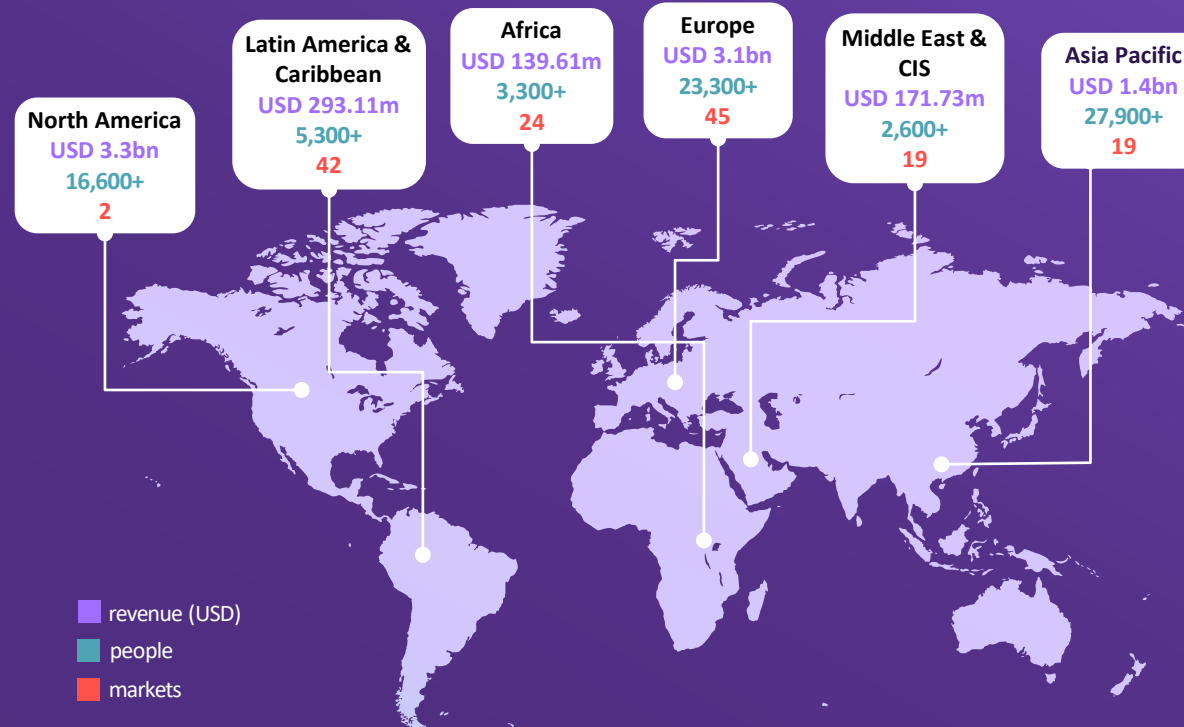 North America
USD 3.3bn
16,600+
2
Latin America &
Caribbean
USD 293.11m
5,300+
42
Africa
USD 139.61m
3,300+
24
Europe
USD 3.1bn
23,300+
45
Middle East &
CIS
USD 171.73m
2,600+
19
Asia Pacific
USD 1.4bn
27,900+
19
revenue (USD)
people
markets